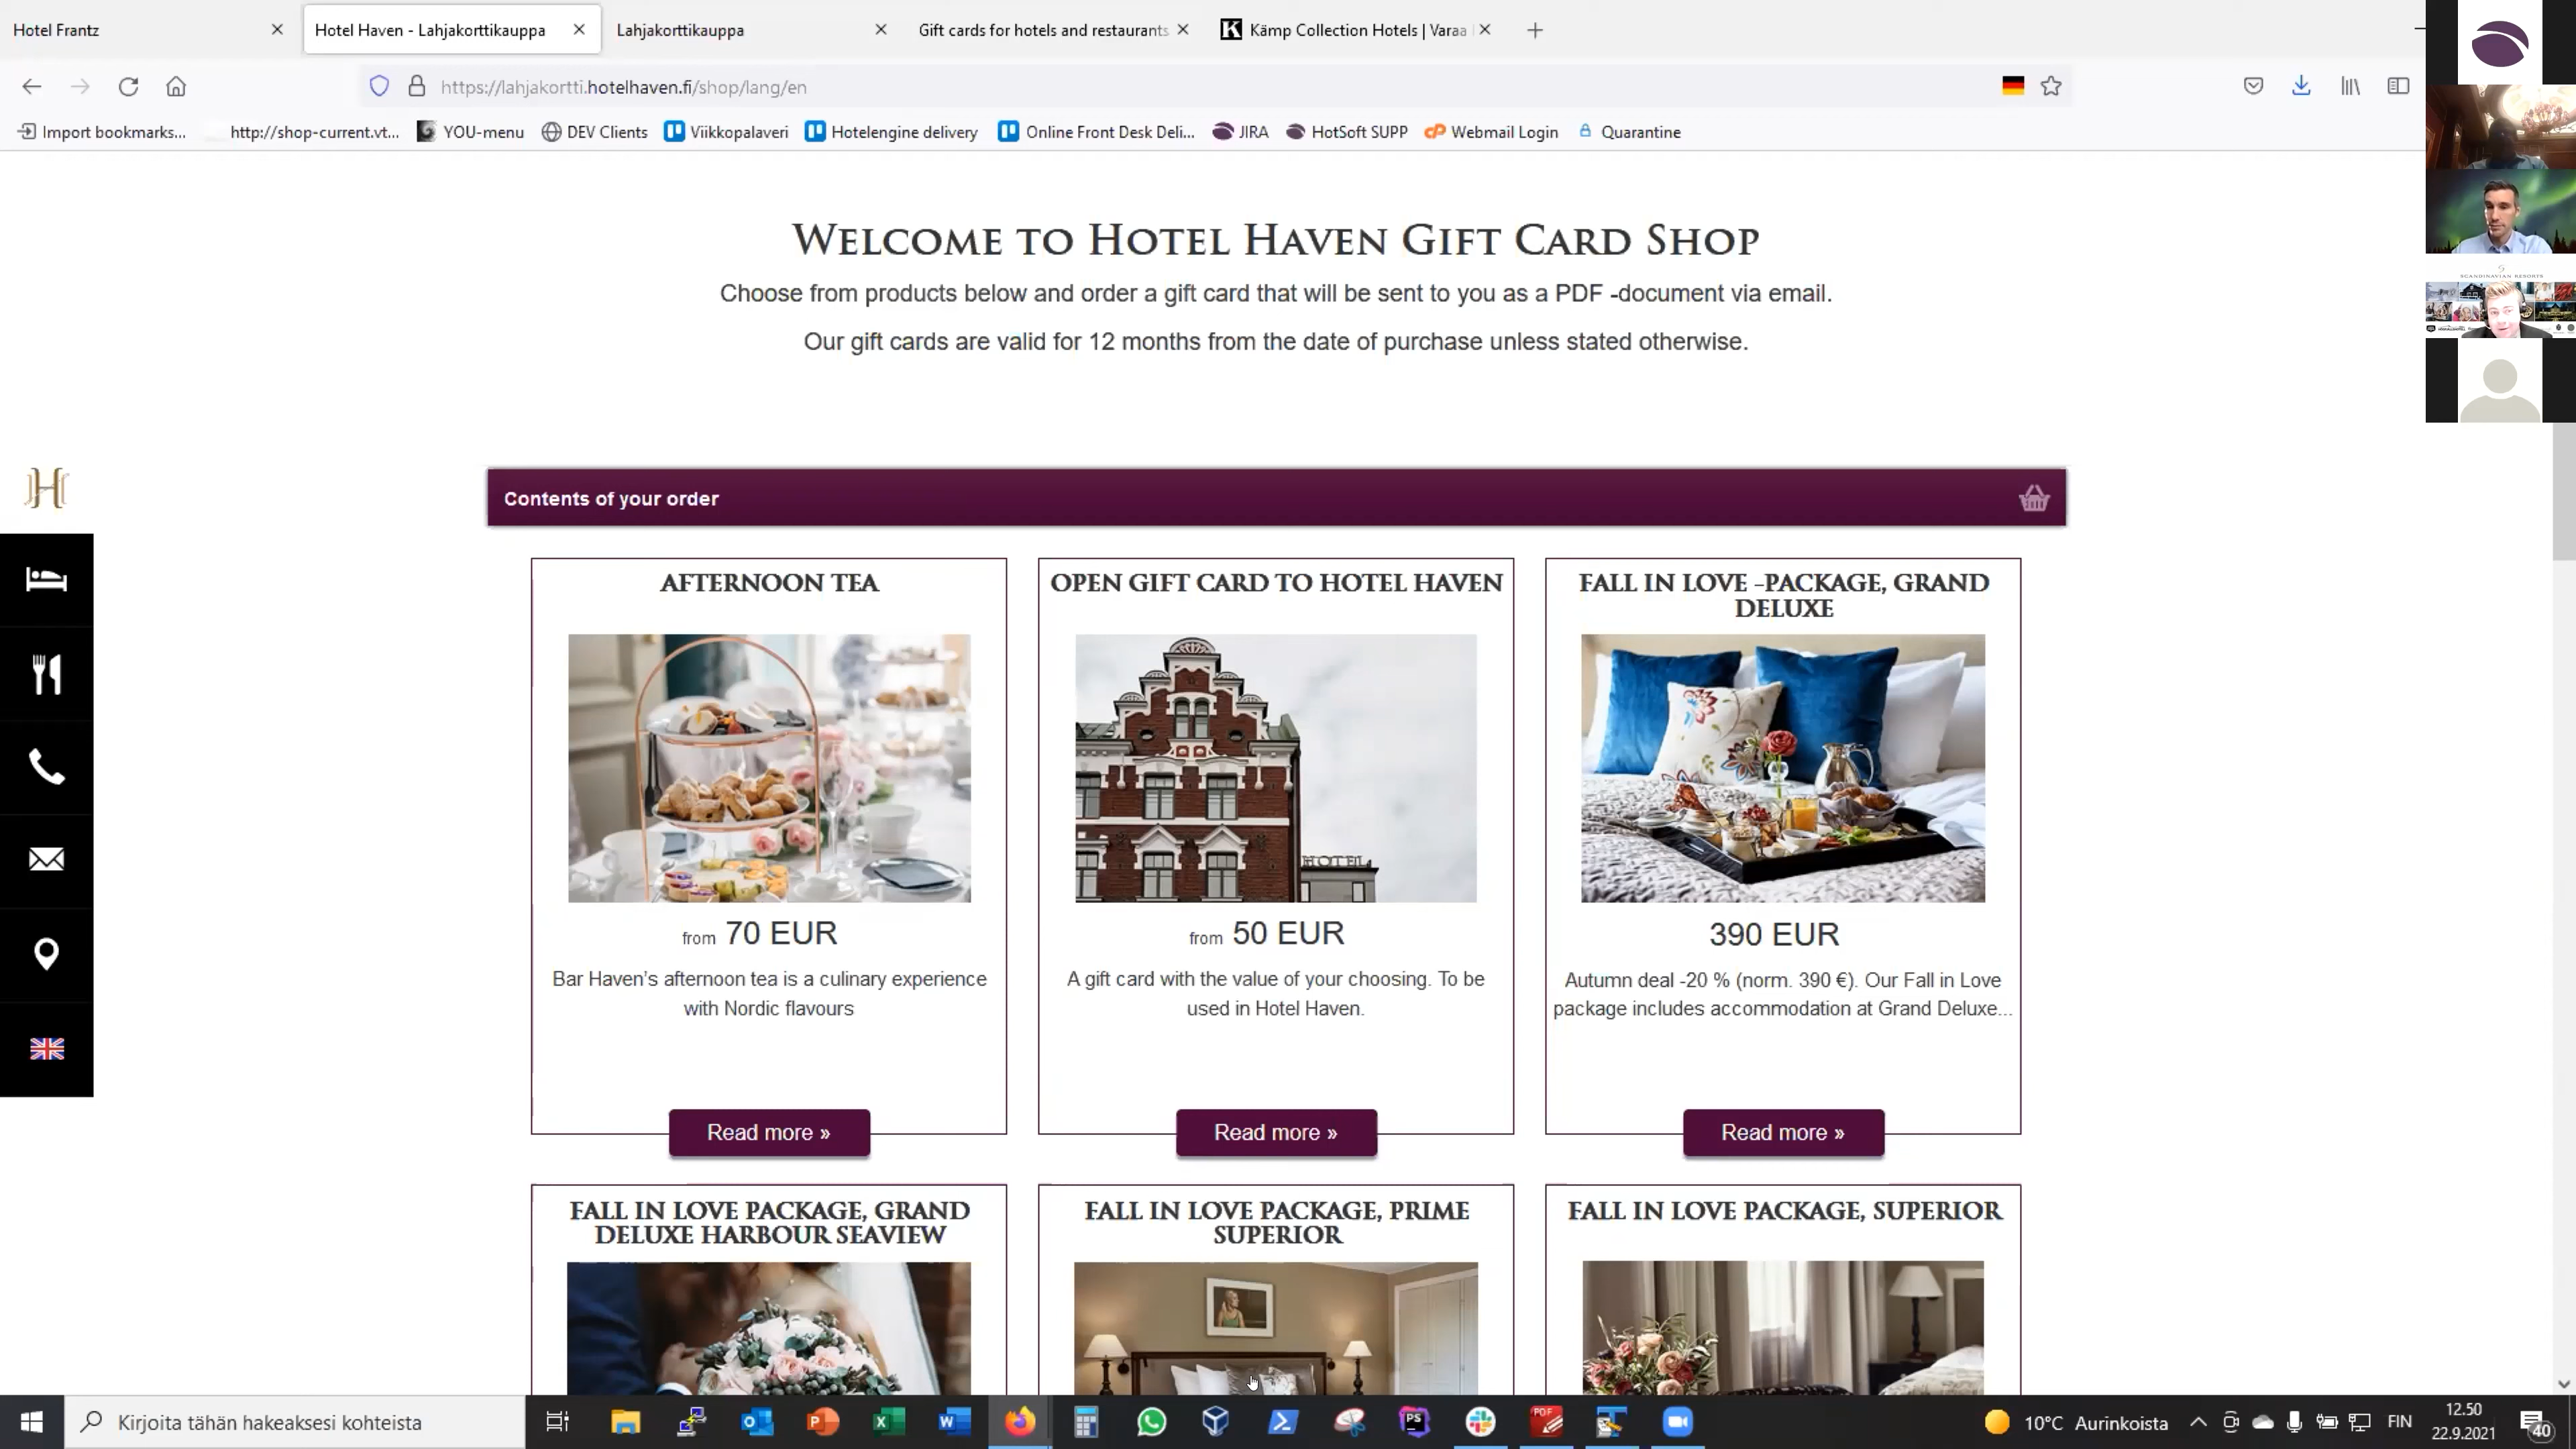 Hotel Frantz
Hotel Haven - Lahjakorttikauppa
Lahjakorttikauppa
Gift cards for hotels and restaurants
Kämp Collection Hotels | Varaa
https://lahjakortti.hotelhaven.fi/shop/lang/en
Import bookmarks...
http://shop-current.vt...
YOU-menu
DEV Clients
Viikkopalaveri
Hotelengine delivery
Online Front Desk Deli...
JIRA
HotSoft SUPP
Webmail Login
Quarantine
SCANDINAVIAN RESORTS
WELCOME TO HOTEL HAVEN GIFT CARD SHOP
Choose from products below and order a gift card that will be sent to you as a PDF -document via email.
Our gift cards are valid for 12 months from the date of purchase unless stated otherwise.
Contents of your order
AFTERNOON TEA
from 70 EUR
Bar Haven's afternoon tea is a culinary experience
with Nordic flavours
Read more »
OPEN GIFT CARD TO HOTEL HAVEN
HOTEL
from 50 EUR
A gift card with the value of your choosing. To be
used in Hotel Haven.
Read more »
FALL IN LOVE -PACKAGE, GRAND
DELUXE
390 EUR
Autumn deal -20 % (norm. 390 €). Our Fall in Love
package includes accommodation at Grand Deluxe...
Read more »
FALL IN LOVE PACKAGE, GRAND
DELUXE HARBOUR SEAVIEW
FALL IN LOVE PACKAGE, PRIME
SUPERIOR
FALL IN LOVE PACKAGE, SUPERIOR
Kirjoita tähän hakeaksesi kohteista
PS
PDF
10°C Aurinkoista
FIN
12.50
22.9.2021
40